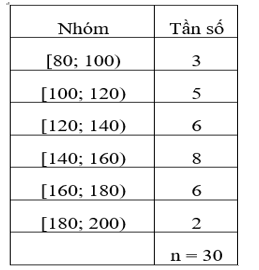 Nhóm Tần số
[80; 100) 3
[100; 120) 5
[120; 140) 6
[140; 160) 8
[160; 180) 6
[180; 200) 2
n = 30